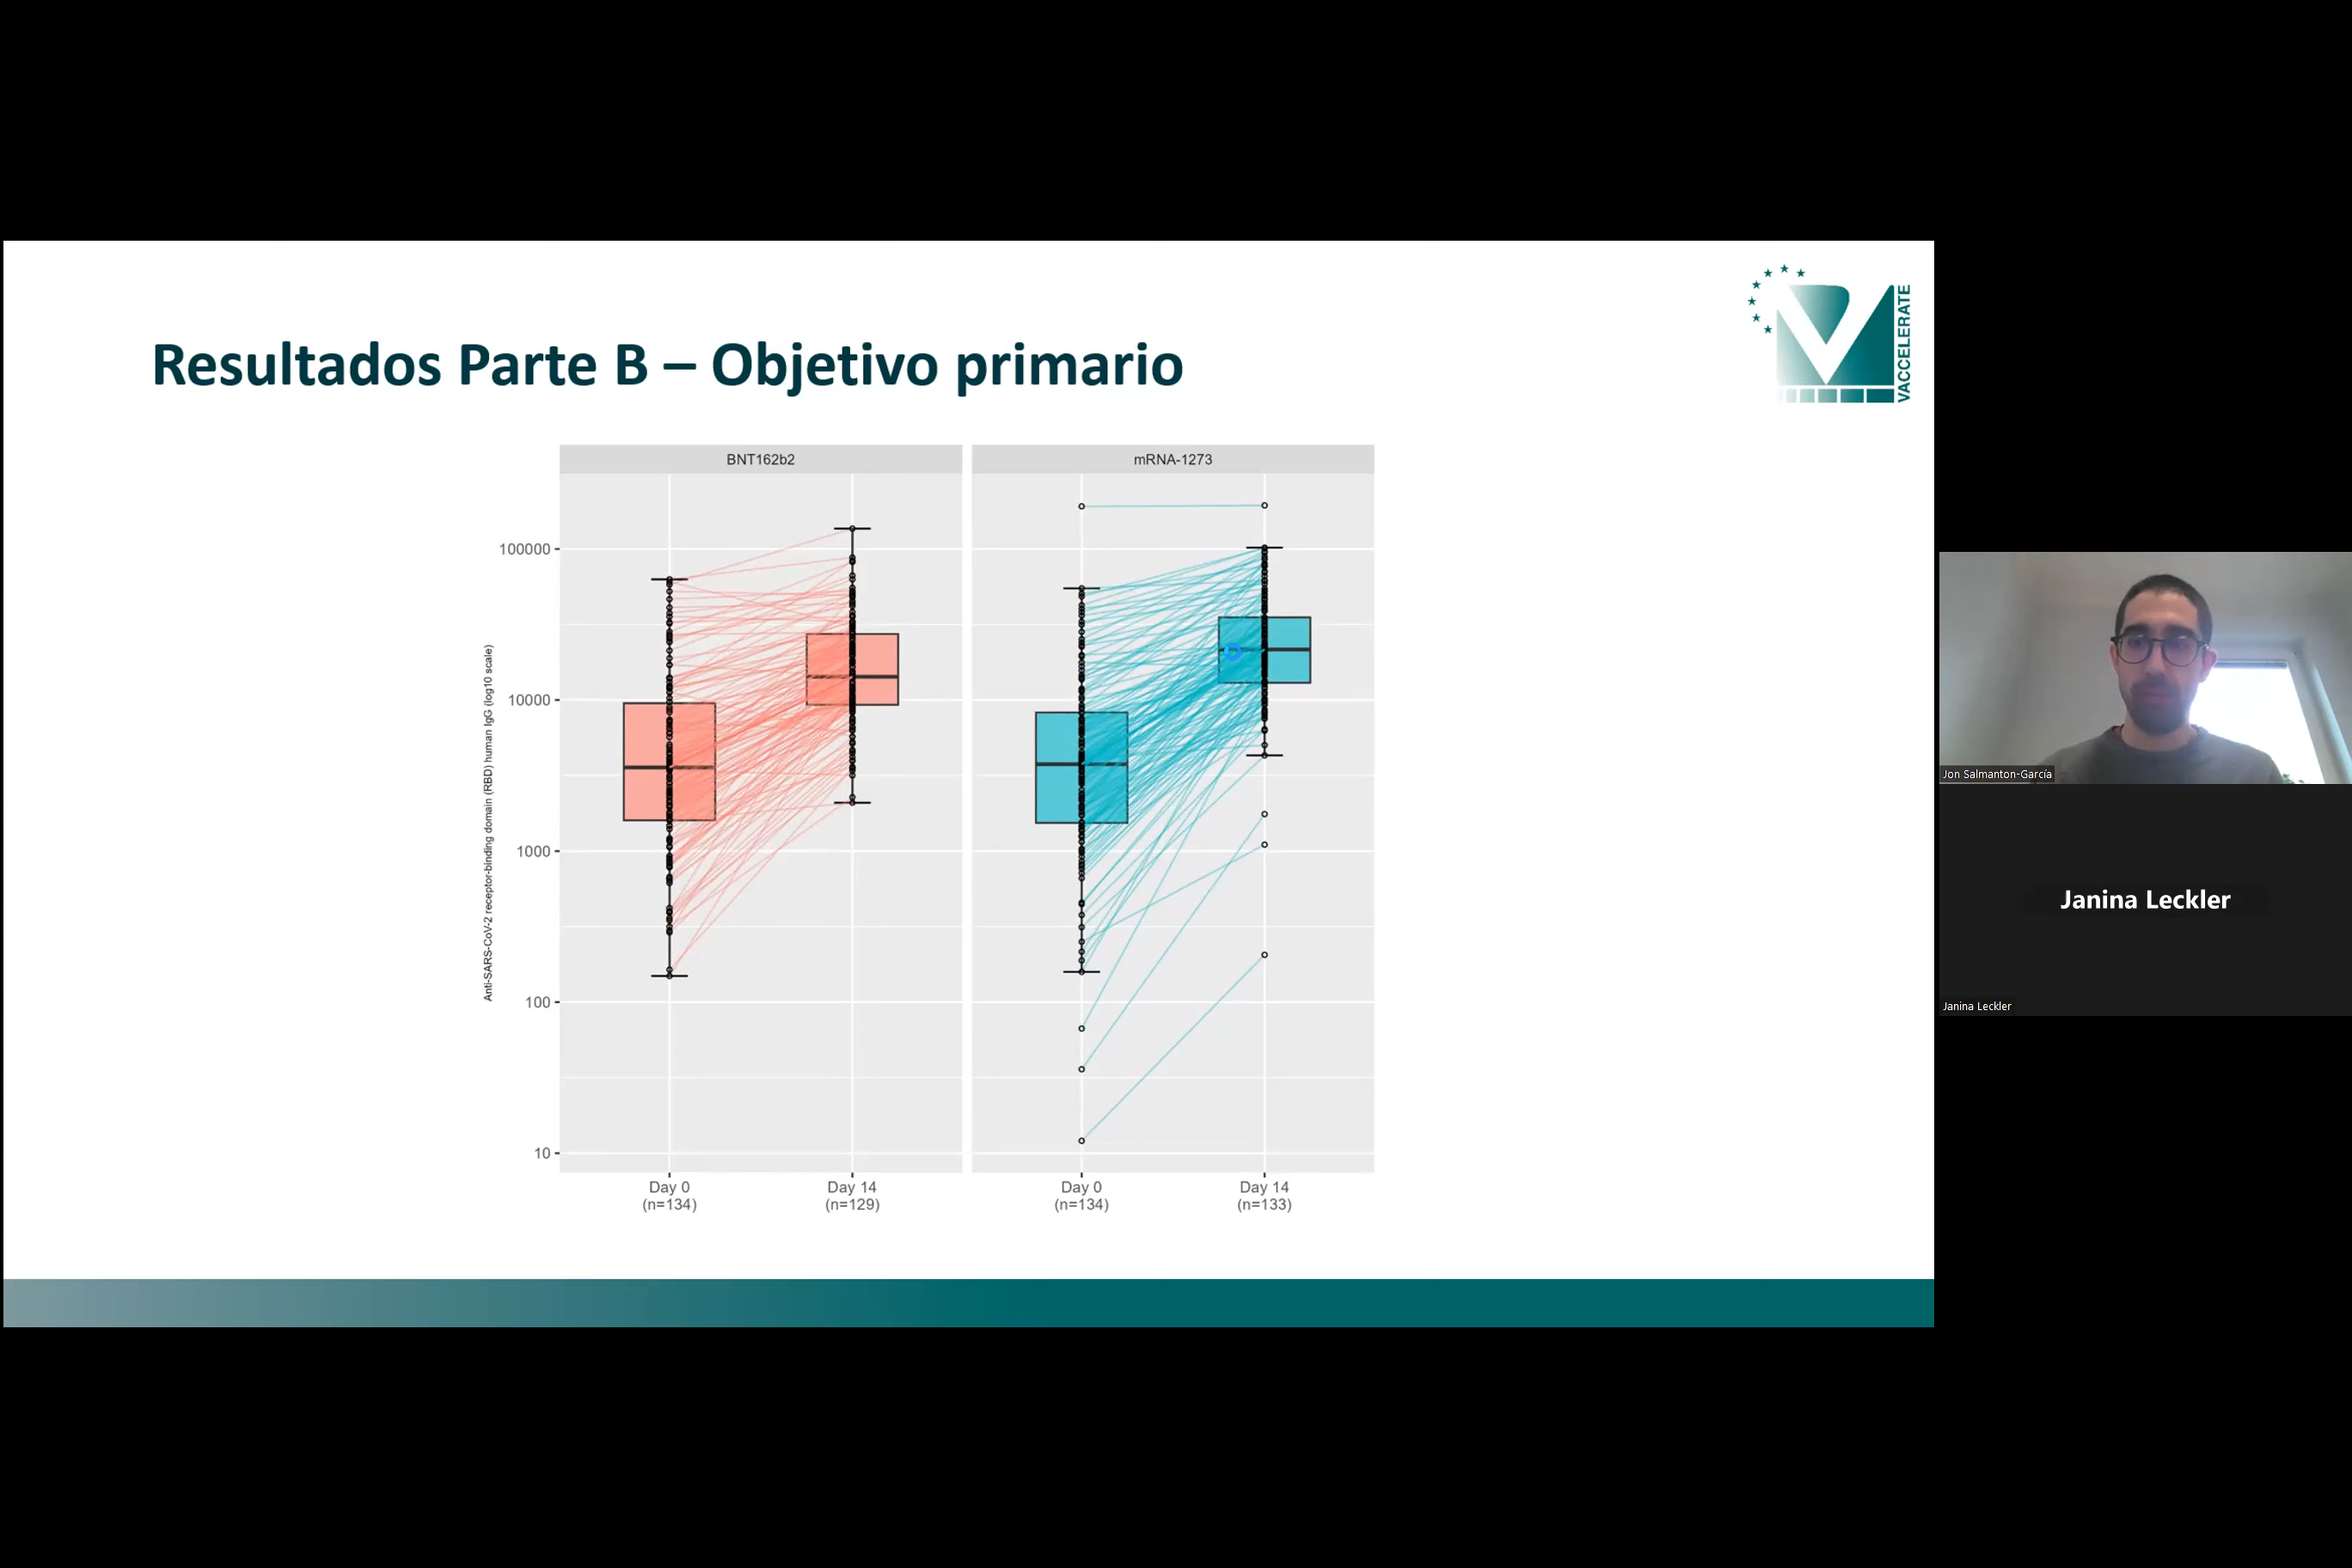 Resultados Parte B – Objetivo primario
VACCELERATE
BNT162b2
mRNA-1273
Anti-SARS-CoV-2 receptor-binding domain (RBD) human IgG (log10 scale)
100000
10000
1000
100
10
Day 0
(n=134)
Day 14
(n=129)
Day 0
(n=134)
Day 14
(n=133)
Jon Salmanton-García
Janina Leckler
Janina Leckler